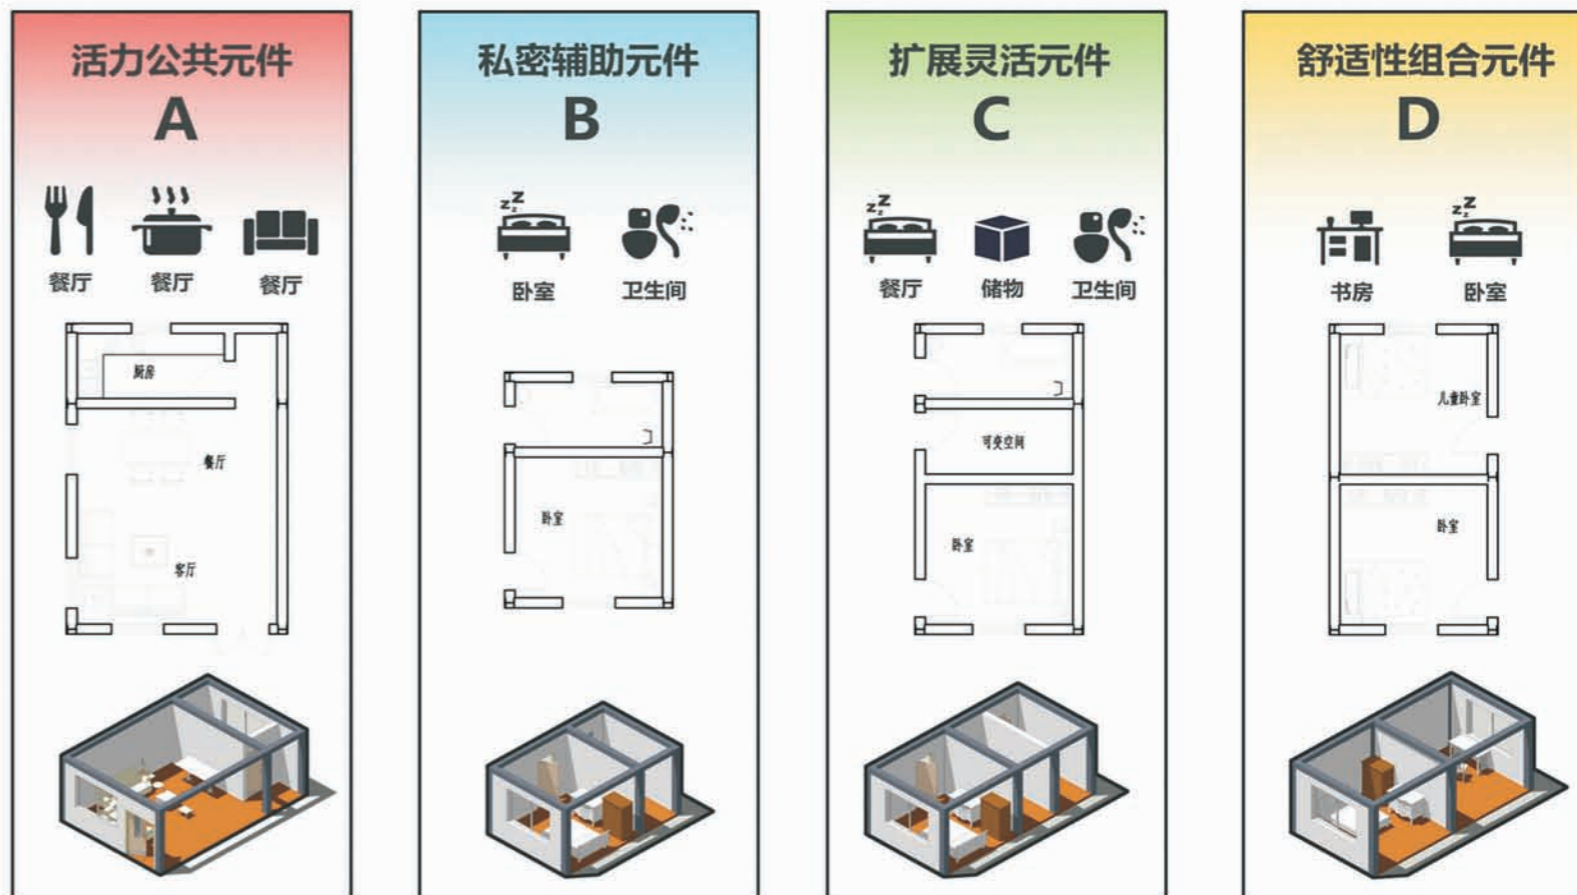 活力公共元件
A
餐厅
餐厅
餐厅
厨房
餐厅
客厅
私密辅助元件
B
zzZ
卧室
卫生间
卧室
扩展灵活元件
C
zzZ
餐厅
储物
卫生间
可变空间
卧室
舒适性组合元件
D
zzZ
书房
卧室
儿童卧室
卧室